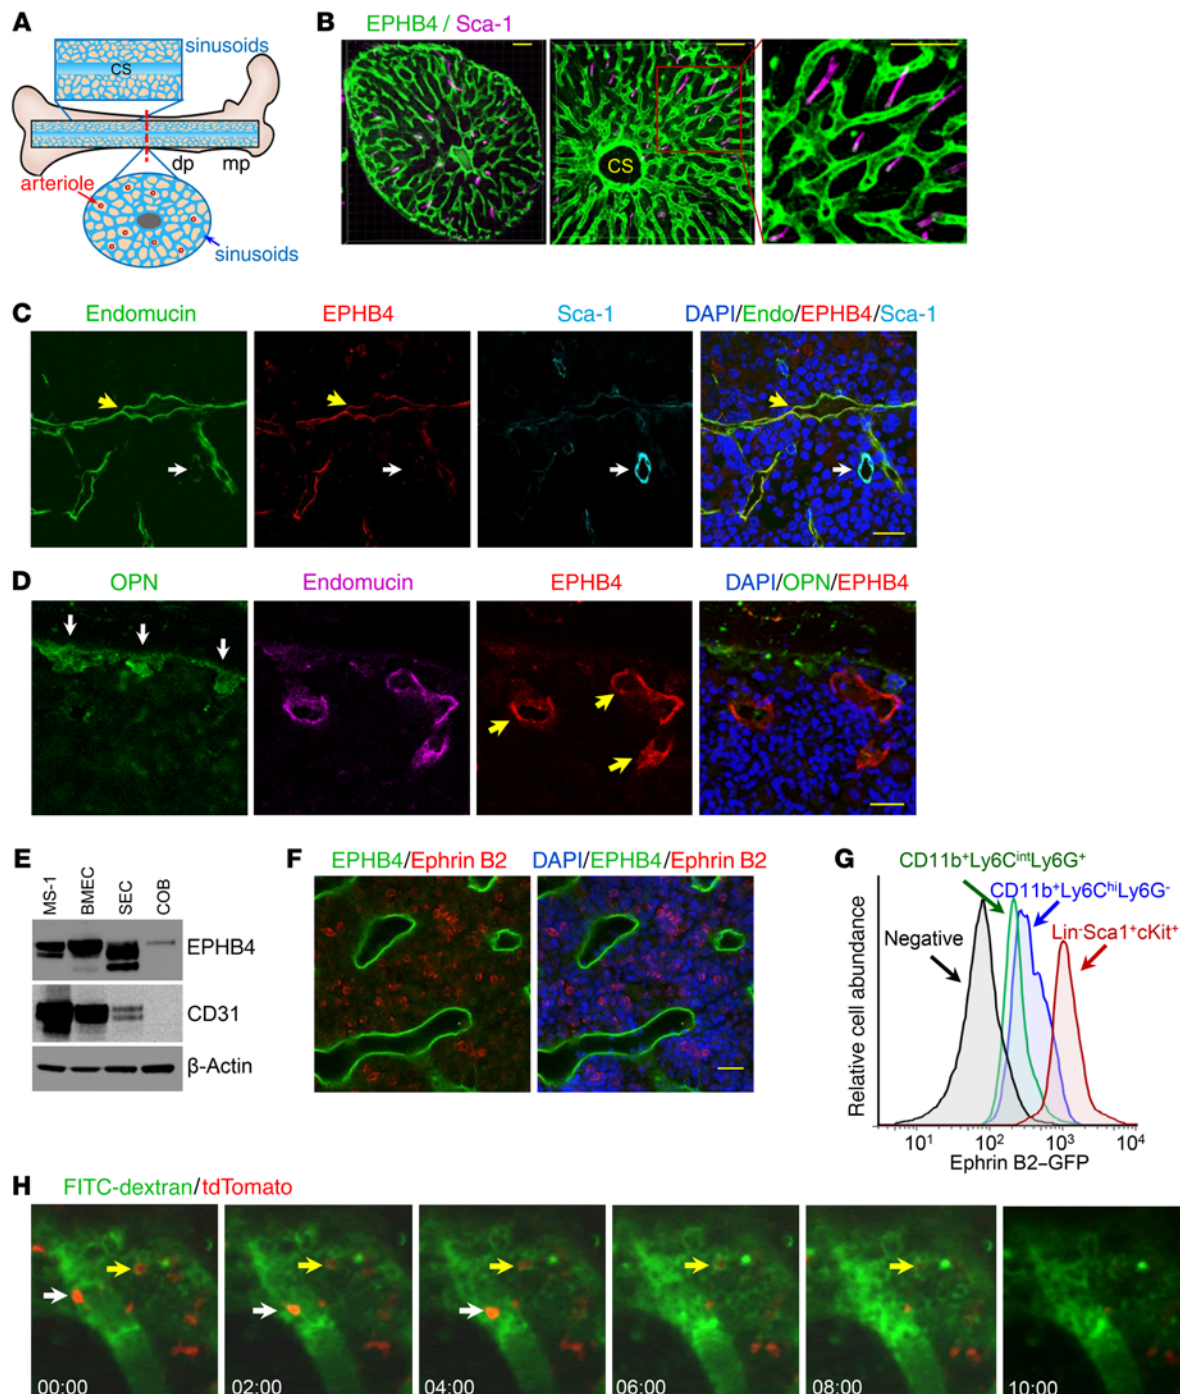 A
sinusoids
CS
dp
mp
arteriole
sinusoids
B
EPHB4 / Sca-1
CS
C
Endomucin
EPHB4
Sca-1
DAPI/Endo/EPHB4/Sca-1
D
OPN
Endomucin
EPHB4
DAPI/OPN/EPHB4
E
MS-1
BMEC
SEC
COB
EPHB4
CD31
β-Actin
F
EPHB4/Ephrin B2
DAPI/EPHB4/Ephrin B2
G
CD11b⁺Ly6CⁱⁿᵗLy6G⁺
CD11b⁺Ly6CʰⁱLy6G⁻
Lin⁻Sca1⁺cKit⁺
Negative
Relative cell abundance
10¹ 10² 10³ 10⁴
Ephrin B2–GFP
H
FITC-dextran/tdTomato
00:00
02:00
04:00
06:00
08:00
10:00